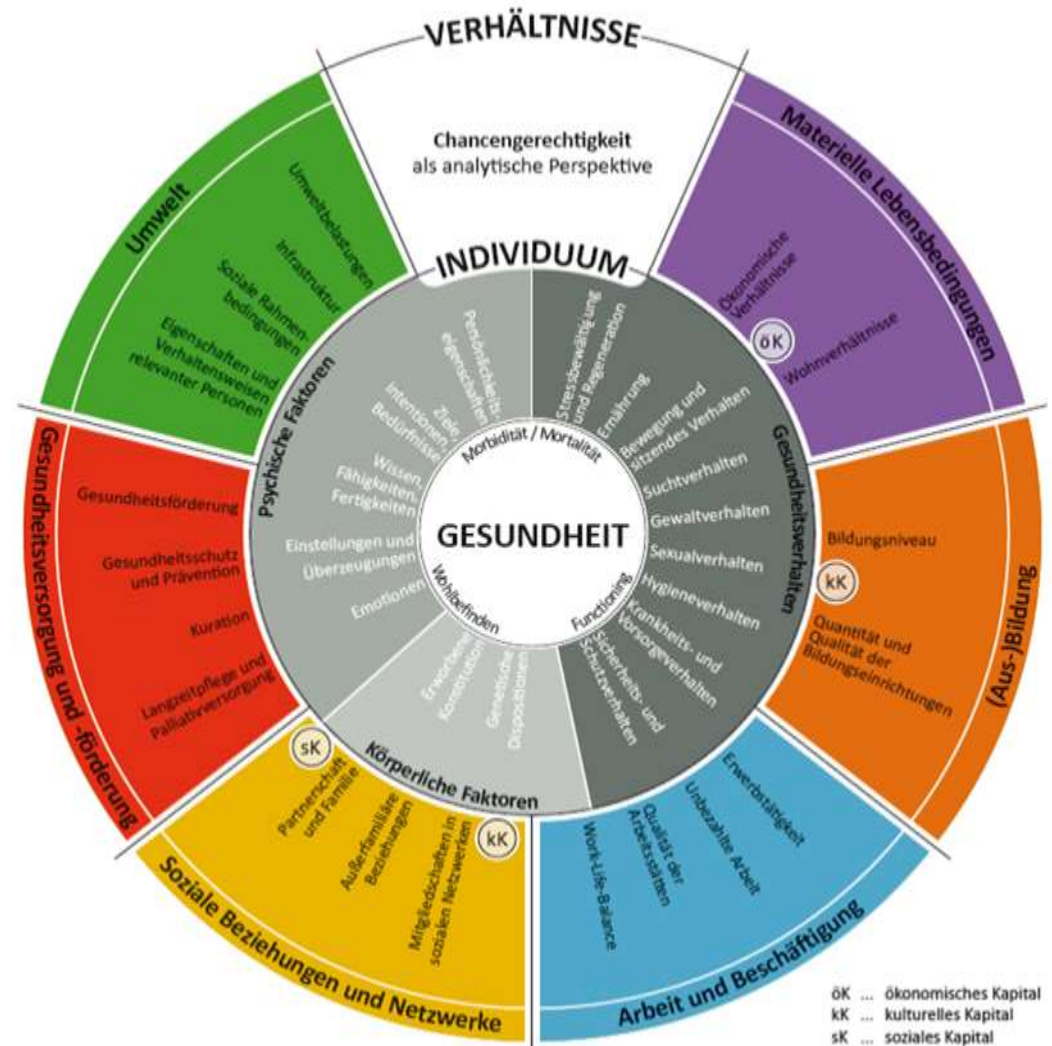 VERHÄLTNISSE
Chancengerechtigkeit
als analytische Perspektive
Materielle Lebensbedingungen
Ökonomische
Verhältnisse
öK
Wohnverhältnisse
(Aus-)Bildung
Bildungsniveau
kK
Quantität und
Qualität der
Bildungseinrichtungen
Arbeit und Beschäftigung
Erwerbstätigkeit
Unbezahlte Arbeit
Qualität der
Arbeitsstätten
Work-Life-Balance
Soziale Beziehungen und Netzwerke
kK
Mitgliedschaften in
sozialen Netzwerken
Außerfamiliäre
Beziehungen
Partnerschaft
und Familie
sK
Gesundheitsversorgung und -förderung
Gesundheitsförderung
Gesundheitsschutz
und Prävention
Kuration
Langzeitpflege und
Palliativversorgung
Umwelt
Umweltbelastungen
Infrastruktur
Soziale Rahmen-
bedingungen
Eigenschaften und
Verhaltensweisen
relevanter Personen
INDIVIDUUM
Gesundheitsverhalten
Stressbewältigung
und Regeneration
Ernährung
Bewegung und
sitzendes Verhalten
Suchtverhalten
Gewaltverhalten
Sexualverhalten
Hygieneverhalten
Krankheits- und
Vorsorgeverhalten
Sicherheits- und
Schutzverhalten
Körperliche Faktoren
Genetische
Dispositionen
Erworbene
Konstitution
Psychische Faktoren
Persönlichkeits-
eigenschaften
Ziele,
Intentionen,
Bedürfnisse
Wissen,
Fähigkeiten,
Fertigkeiten
Einstellungen und
Überzeugungen
Emotionen
Morbidität / Mortalität
GESUNDHEIT
Wohlbefinden
Functioning
öK ... ökonomisches Kapital
kK ... kulturelles Kapital
sK ... soziales Kapital